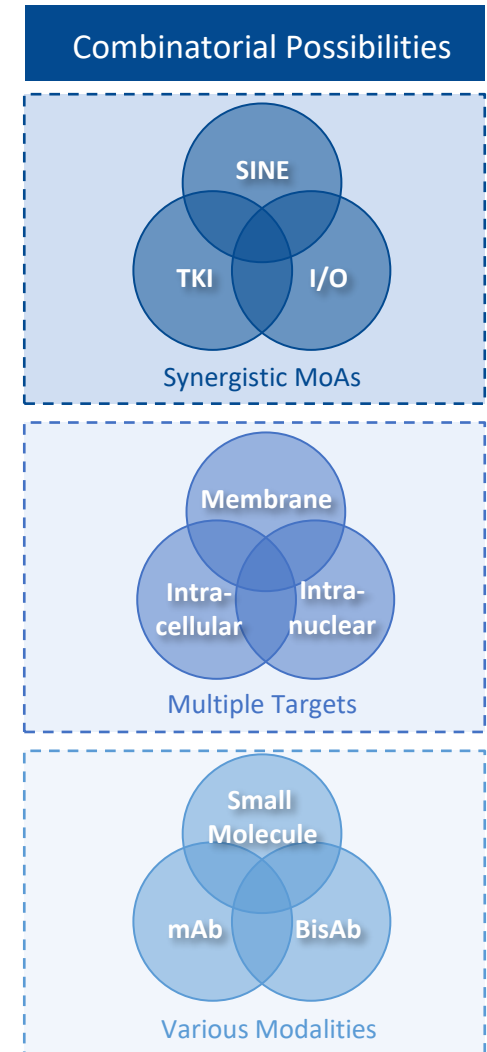 Combinatorial Possibilities
SINE
TKI
I/O
Synergistic MoAs
Membrane
Intra-
cellular
Intra-
nuclear
Multiple Targets
Small
Molecule
mAb
BisAb
Various Modalities